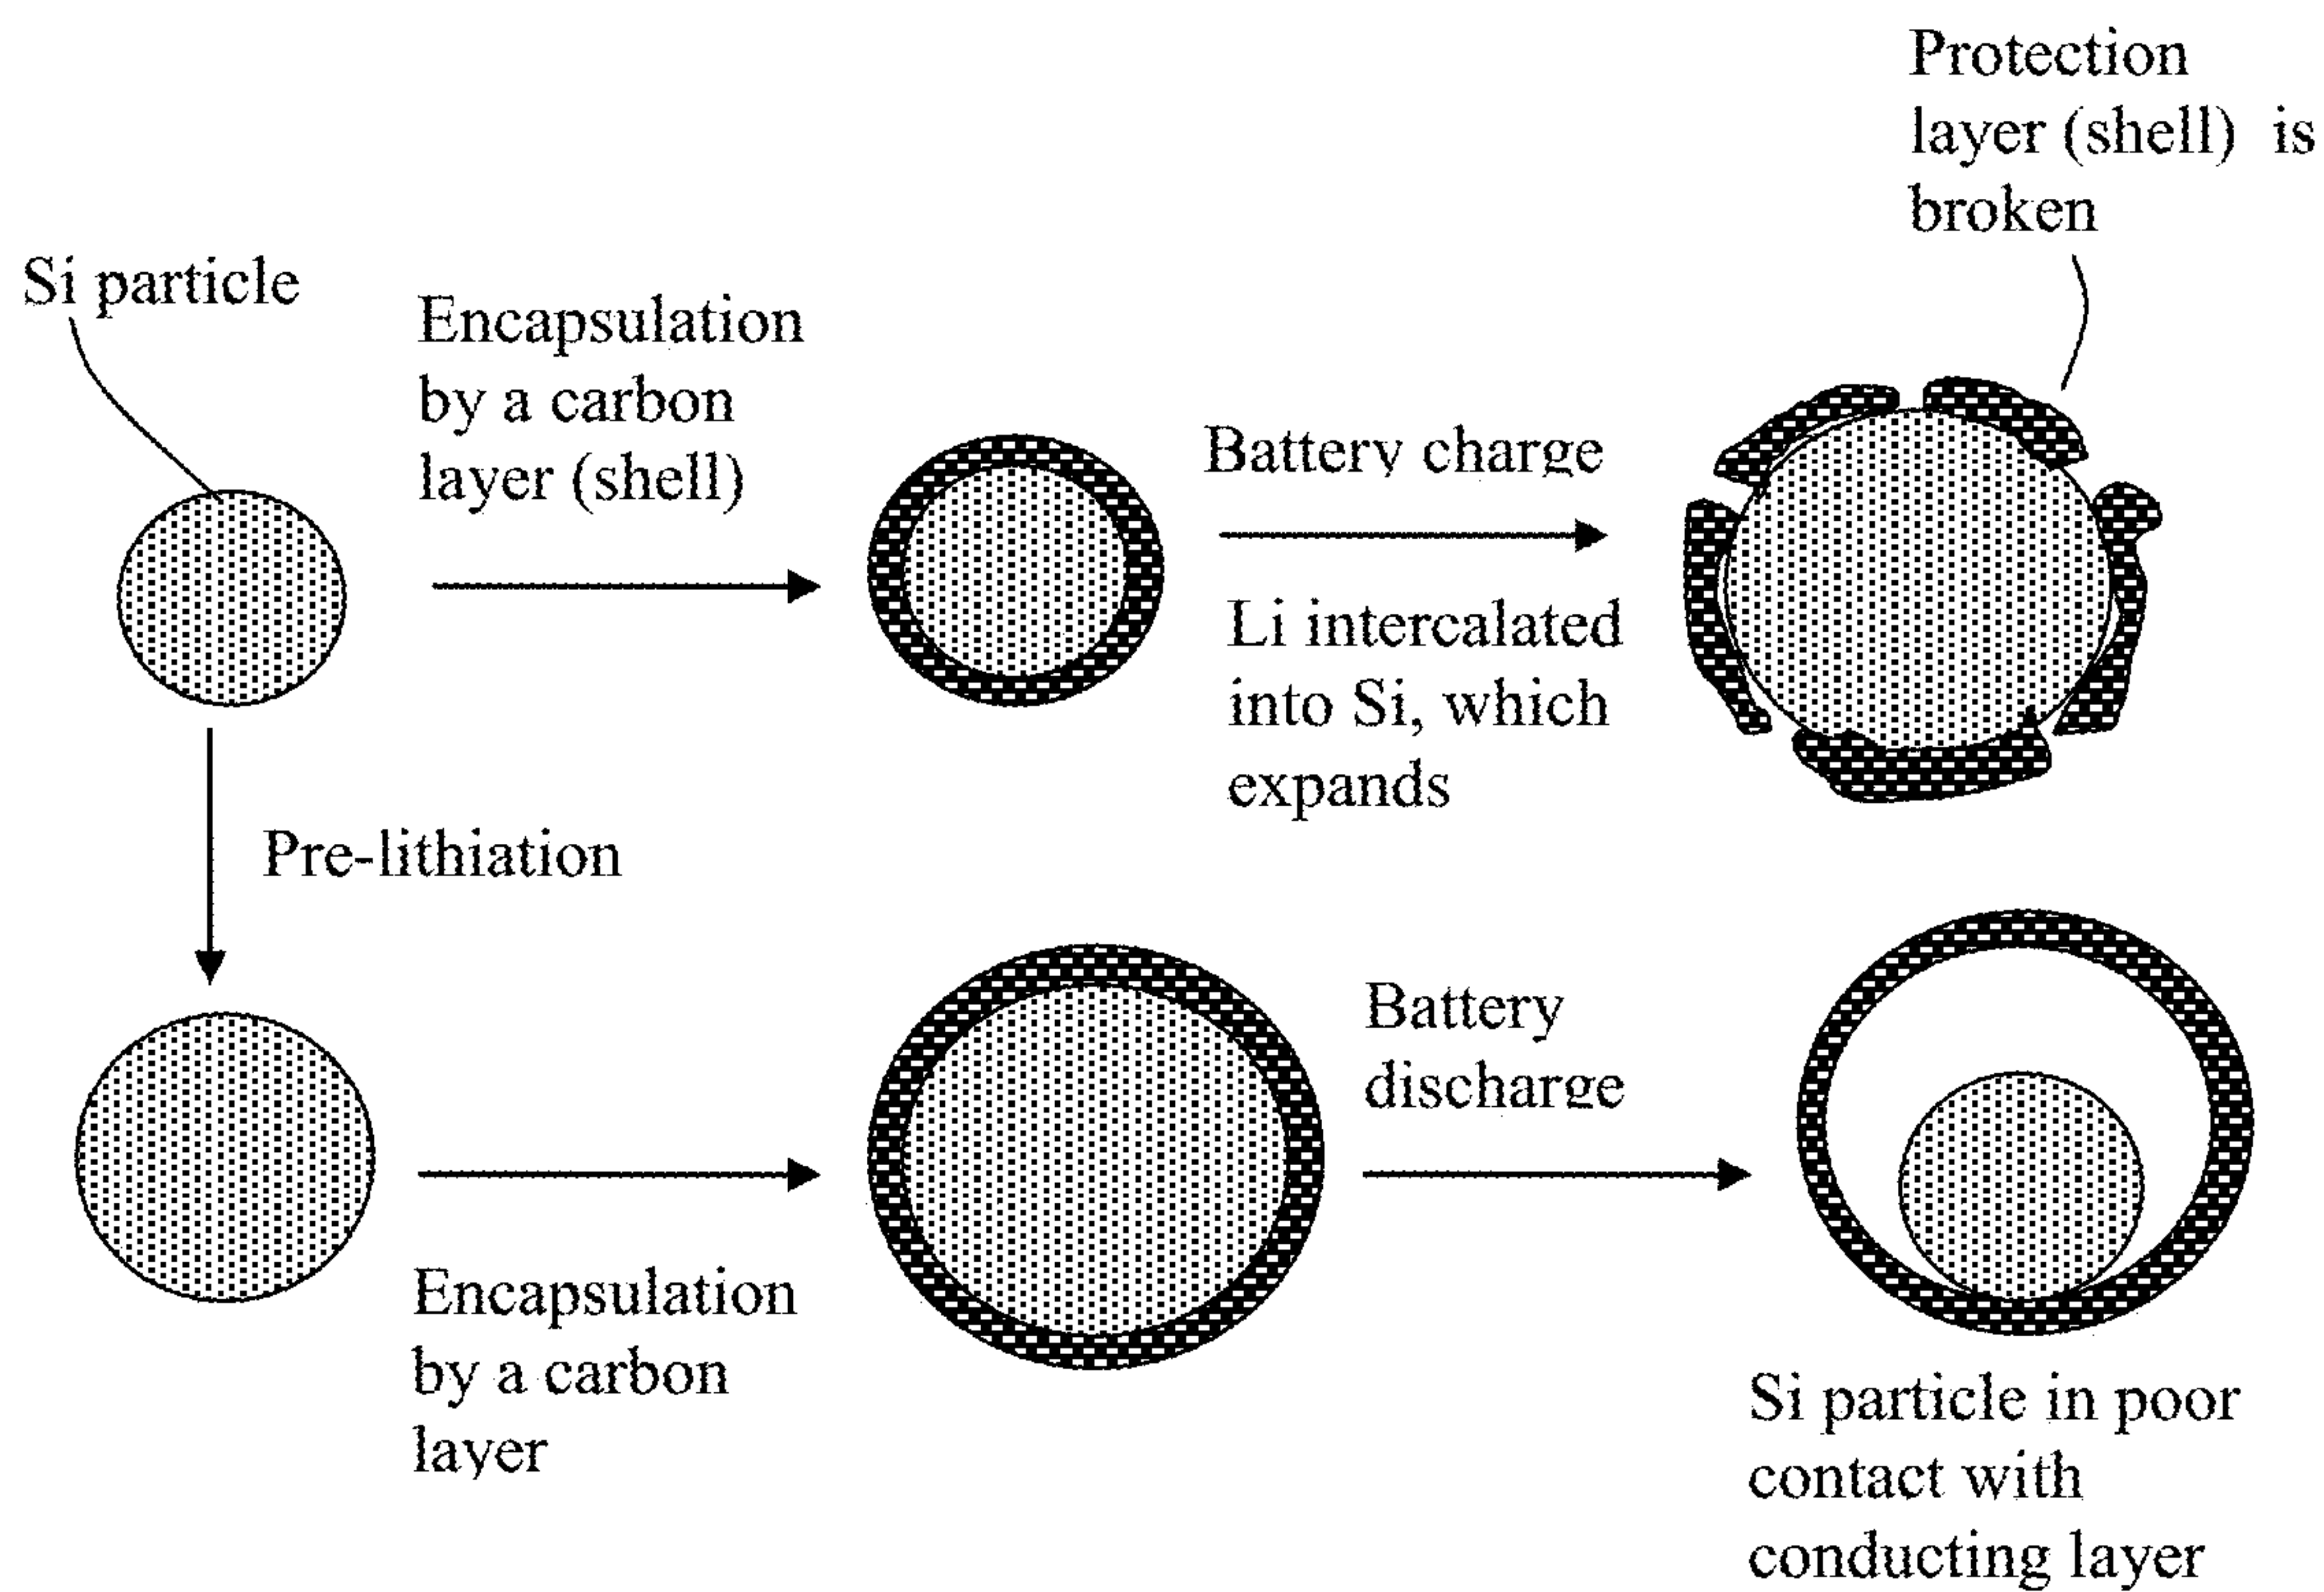 Protection
layer (shell) is
broken
Si particle
Encapsulation
by a carbon
layer (shell)
Battery charge
Li intercalated
into Si, which
expands
Pre-lithiation
Battery
discharge
Encapsulation
by a carbon
layer
Si particle in poor
contact with
conducting layer